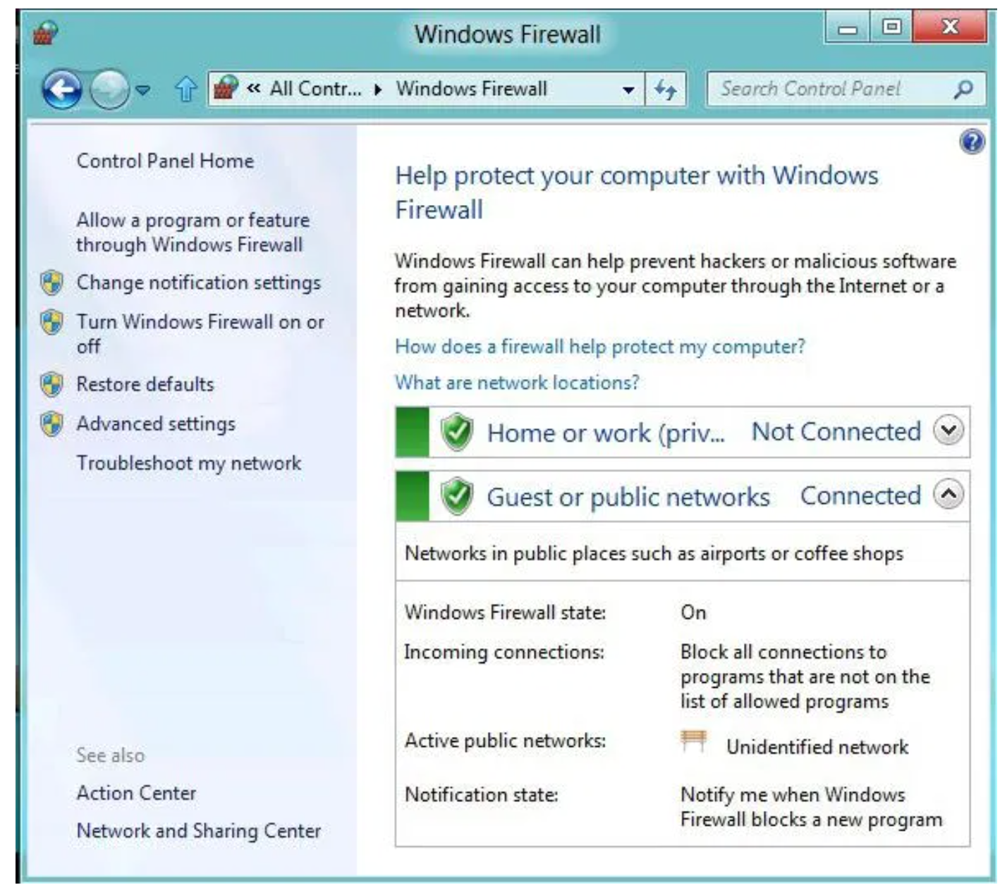 Windows Firewall
« All Contr... ▸ Windows Firewall
Search Control Panel
Control Panel Home
Allow a program or feature
through Windows Firewall
Change notification settings
Turn Windows Firewall on or
off
Restore defaults
Advanced settings
Troubleshoot my network
See also
Action Center
Network and Sharing Center
Help protect your computer with Windows
Firewall
Windows Firewall can help prevent hackers or malicious software
from gaining access to your computer through the Internet or a
network.
How does a firewall help protect my computer?
What are network locations?
Home or work (priv... Not Connected
Guest or public networks Connected
Networks in public places such as airports or coffee shops
Windows Firewall state: On
Incoming connections: Block all connections to
programs that are not on the
list of allowed programs
Active public networks: Unidentified network
Notification state: Notify me when Windows
Firewall blocks a new program